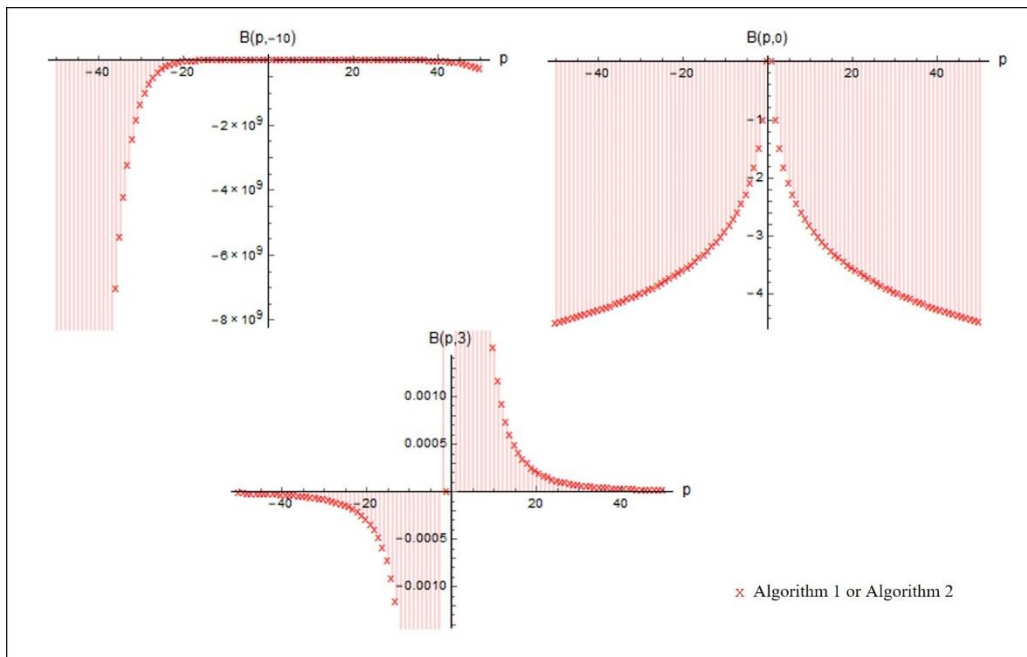 B(p,−10)
p
−40 −20 20 40
−2×10⁹
−4×10⁹
−6×10⁹
−8×10⁹
B(p,0)
p
−40 −20 20 40
−1
−2
−3
−4
B(p,3)
0.0010
0.0005
p
−40 −20 20 40
−0.0005
−0.0010
x Algorithm 1 or Algorithm 2